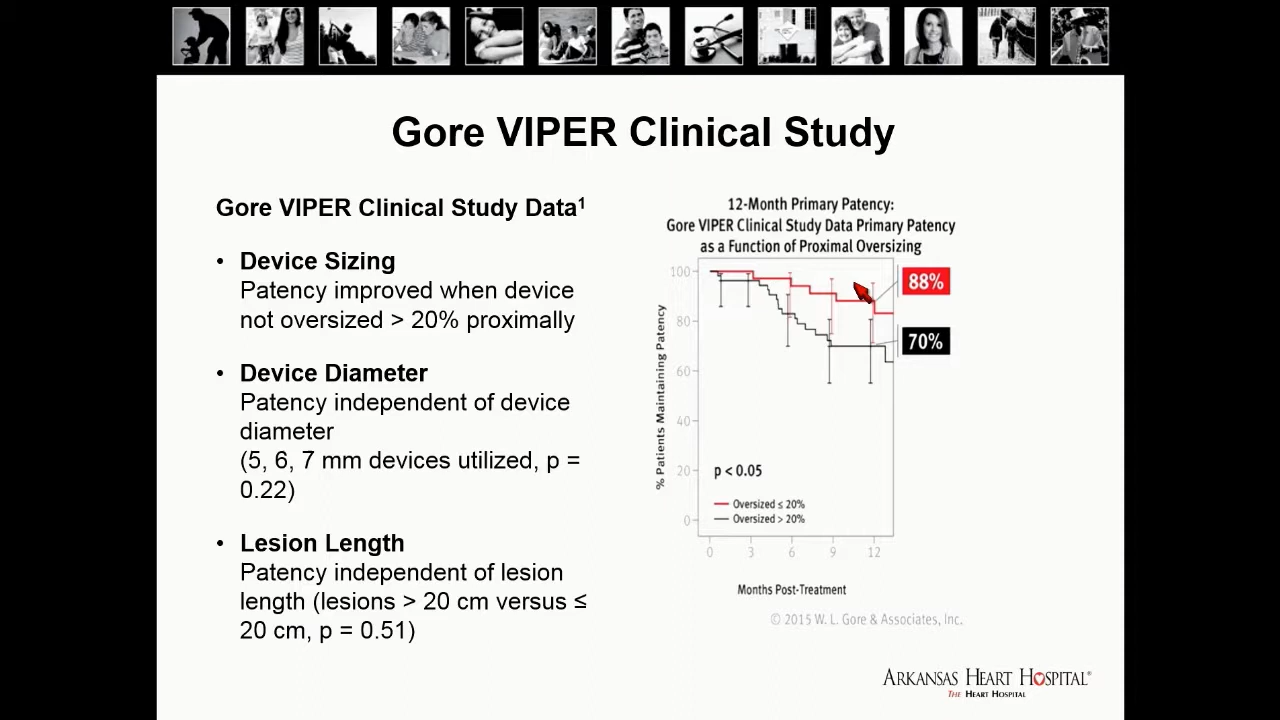 Gore VIPER Clinical Study
Gore VIPER Clinical Study Data¹
• Device Sizing
Patency improved when device
not oversized > 20% proximally
• Device Diameter
Patency independent of device
diameter
(5, 6, 7 mm devices utilized, p =
0.22)
• Lesion Length
Patency independent of lesion
length (lesions > 20 cm versus ≤
20 cm, p = 0.51)
12-Month Primary Patency:
Gore VIPER Clinical Study Data Primary Patency
as a Function of Proximal Oversizing
% Patients Maintaining Patency
100
80
60
40
20
0
88%
70%
p < 0.05
Oversized ≤ 20%
Oversized > 20%
0 3 6 9 12
Months Post-Treatment
© 2015 W. L. Gore & Associates, Inc.
ARKANSAS HEART HOSPITAL®
THE HEART HOSPITAL